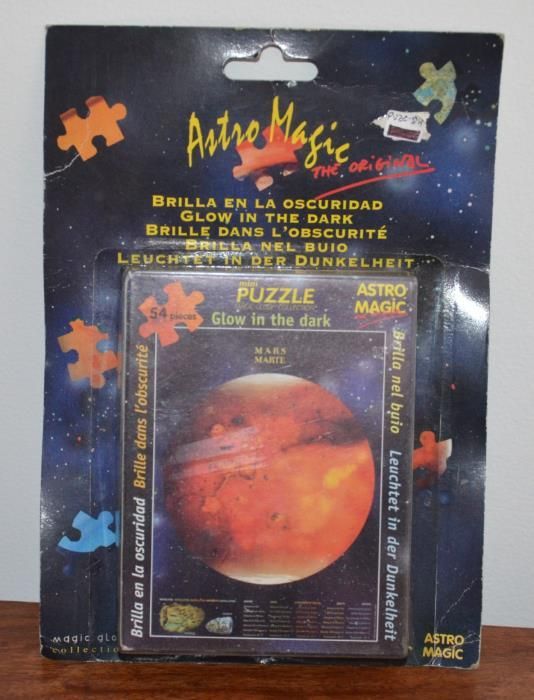 Astro Magic
THE ORIGINAL
BRILLA EN LA OSCURIDAD
GLOW IN THE DARK
BRILLE DANS L'OBSCURITÉ
BRILLA NEL BUIO
LEUCHTET IN DER DUNKELHEIT
mini
PUZZLE
ASTRO
MAGIC
54 pieces
Glow in the dark
MARS
MARTE
Brilla en la oscuridad Brille dans l'obscurité
Brilla nel buio Leuchtet in der Dunkelheit
magic glo
collectio
ASTRO
MAGIC